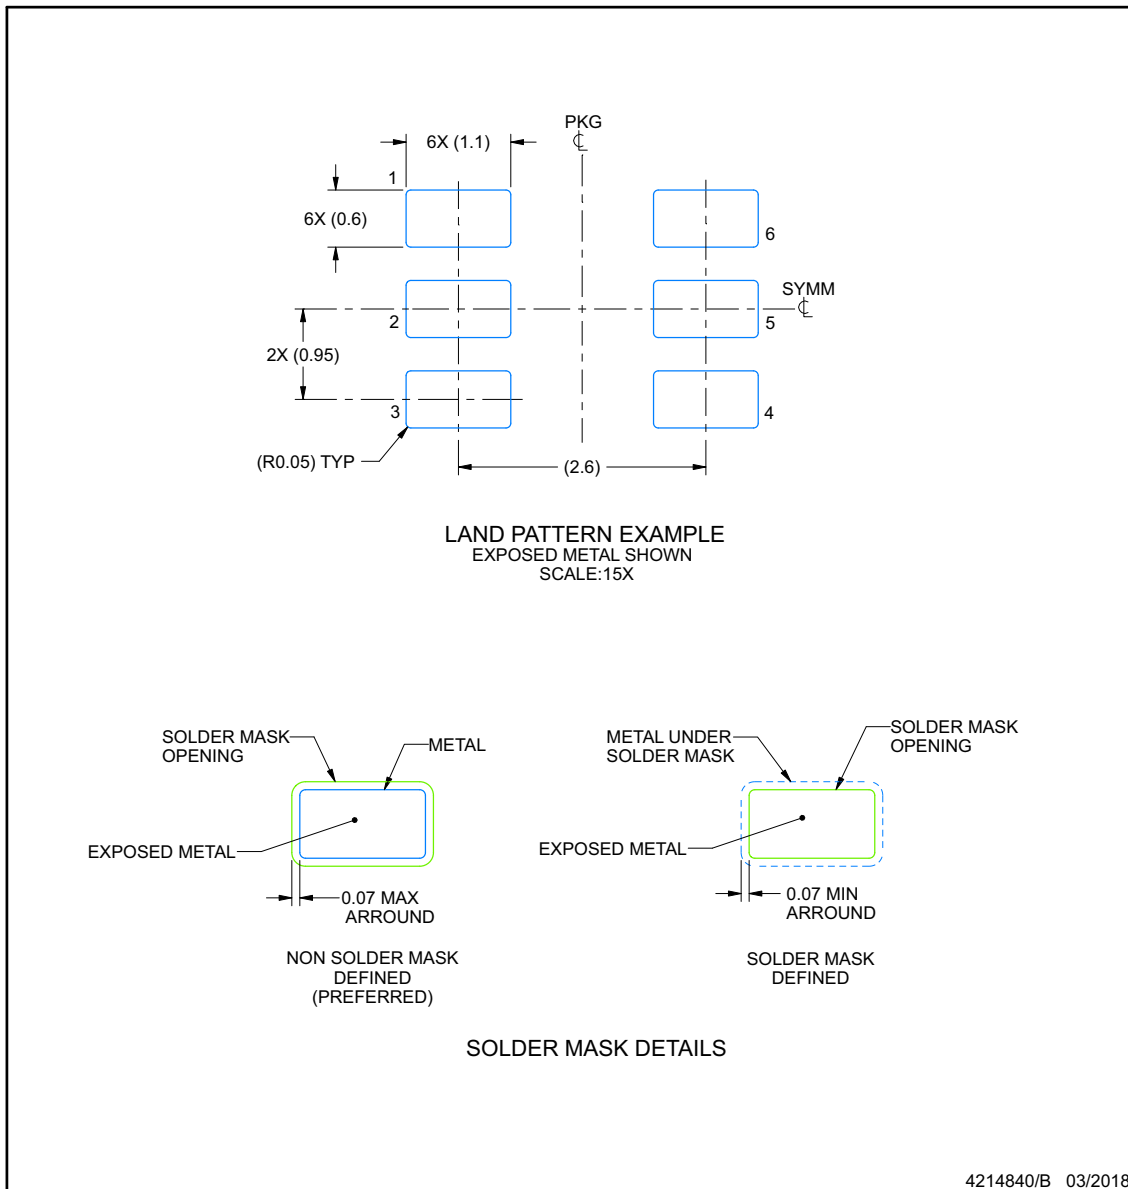 PKG
℄
6X (1.1)
1
6X (0.6)
6
SYMM
℄
2
5
2X (0.95)
3
4
(R0.05) TYP
(2.6)
LAND PATTERN EXAMPLE
EXPOSED METAL SHOWN
SCALE:15X
SOLDER MASK
OPENING
METAL
EXPOSED METAL
0.07 MAX
ARROUND
NON SOLDER MASK
DEFINED
(PREFERRED)
METAL UNDER
SOLDER MASK
SOLDER MASK
OPENING
EXPOSED METAL
0.07 MIN
ARROUND
SOLDER MASK
DEFINED
SOLDER MASK DETAILS
4214840/B 03/2018